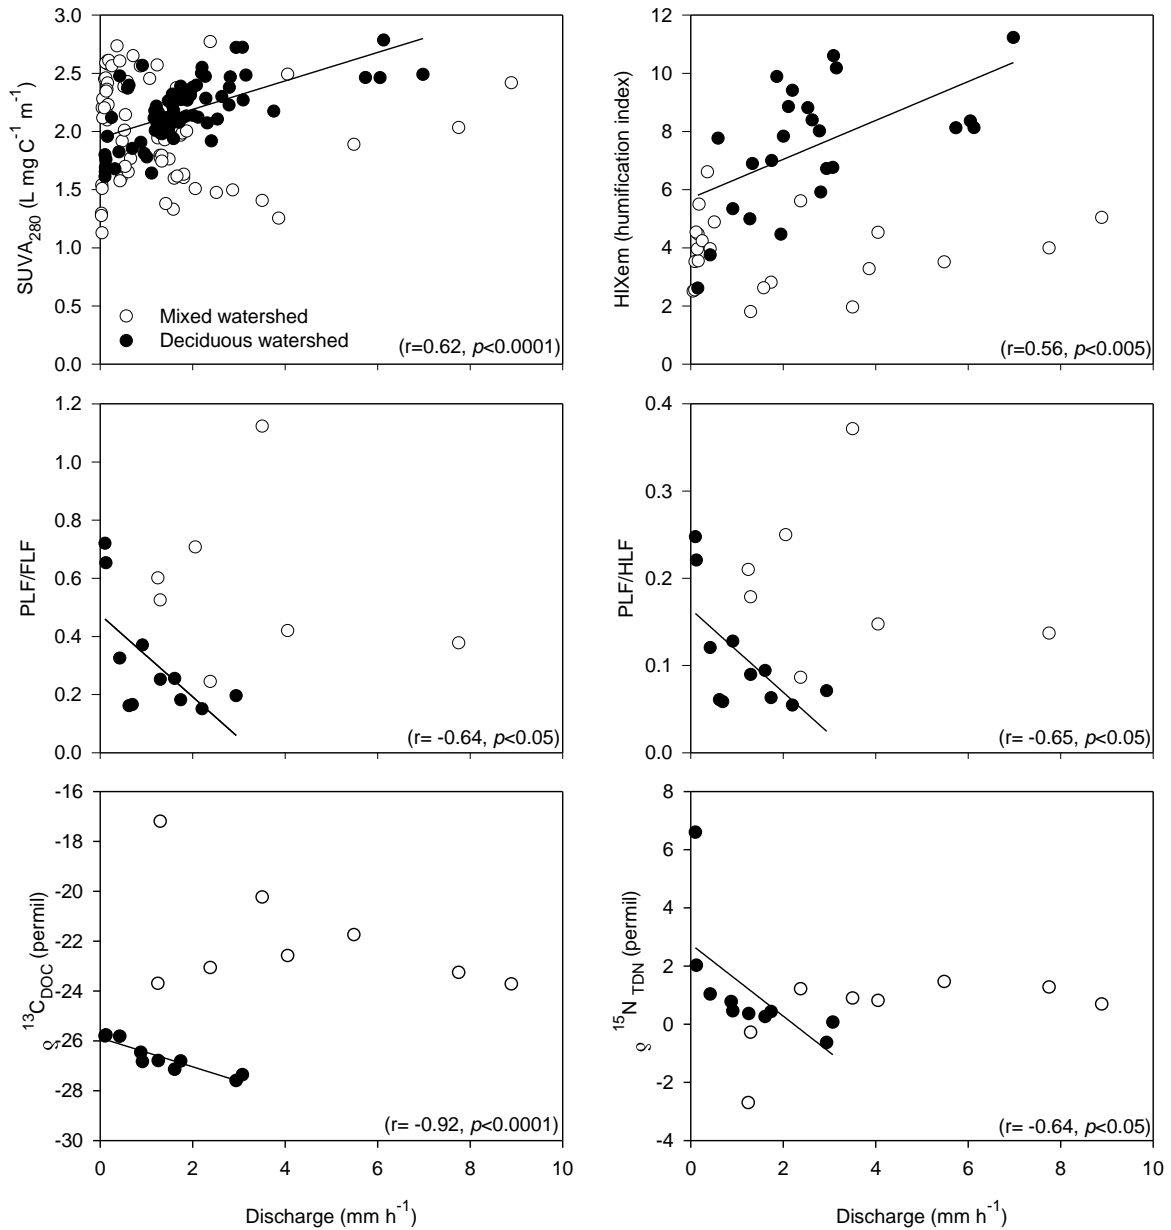 3.0
2.5
2.0
1.5
1.0
0.5
0.0
SUVA280 (L mg C-1 m-1)
Mixed watershed
Deciduous watershed
(r=0.62, p<0.0001)
12
10
8
6
4
2
0
HIXem (humification index)
(r=0.56, p<0.005)
1.2
1.0
0.8
0.6
0.4
0.2
0.0
PLF/FLF
(r= -0.64, p<0.05)
0.4
0.3
0.2
0.1
0.0
PLF/HLF
(r= -0.65, p<0.05)
-16
-18
-20
-22
-24
-26
-28
-30
13CDOC (permil)
(r= -0.92, p<0.0001)
0 2 4 6 8 10
Discharge (mm h-1)
8
6
4
2
0
-2
-4
15N TDN (permil)
(r= -0.64, p<0.05)
0 2 4 6 8 10
Discharge (mm h-1)